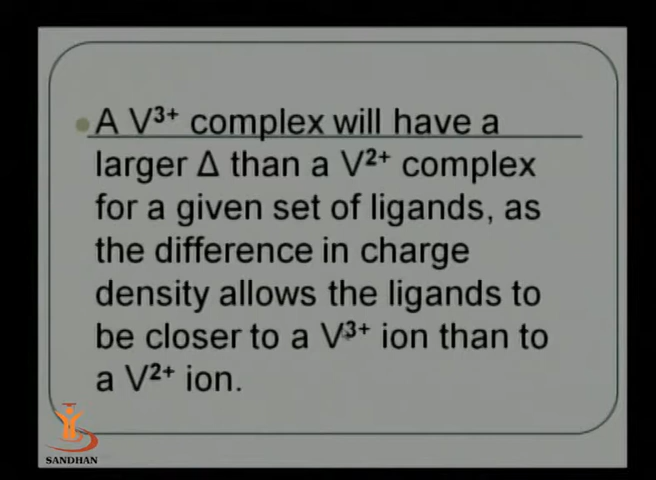 A V³⁺ complex will have a
larger Δ than a V²⁺ complex
for a given set of ligands, as
the difference in charge
density allows the ligands to
be closer to a V³⁺ ion than to
a V²⁺ ion.
SANDHAN